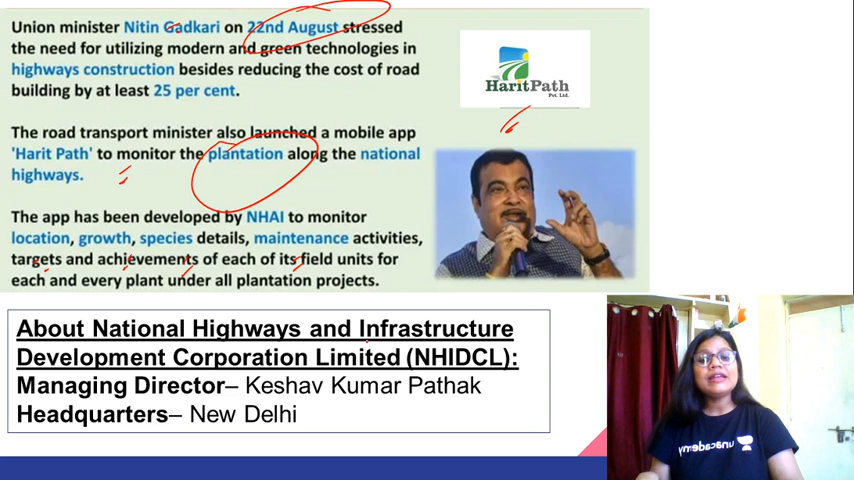 Union minister Nitin Gadkari on 22nd August stressed
the need for utilizing modern and green technologies in
highways construction besides reducing the cost of road
building by at least 25 per cent.
The road transport minister also launched a mobile app
'Harit Path' to monitor the plantation along the national
highways.
The app has been developed by NHAI to monitor
location, growth, species details, maintenance activities,
targets and achievements of each of its field units for
each and every plant under all plantation projects.
HaritPath
Pvt. Ltd.
About National Highways and Infrastructure
Development Corporation Limited (NHIDCL):
Managing Director– Keshav Kumar Pathak
Headquarters– New Delhi
unacademy